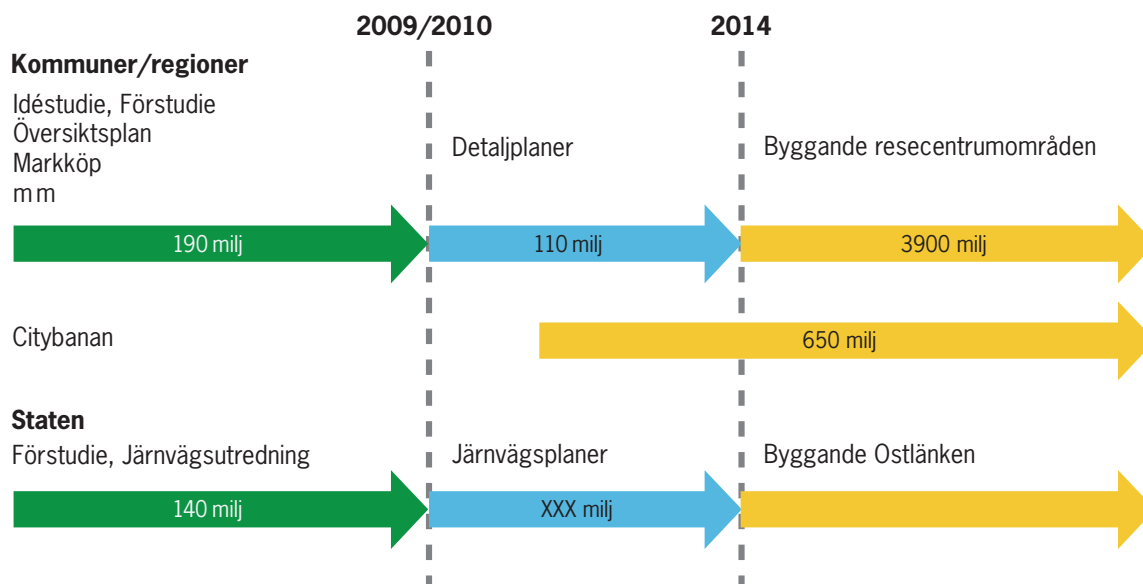 2009/2010
2014
Kommuner/regioner
Idéstudie, Förstudie
Översiktsplan
Markköp
m m
Detaljplaner
Byggande resecentrumområden
190 milj
110 milj
3900 milj
Citybanan
650 milj
Staten
Förstudie, Järnvägsutredning
Järnvägsplaner
Byggande Ostlänken
140 milj
XXX milj